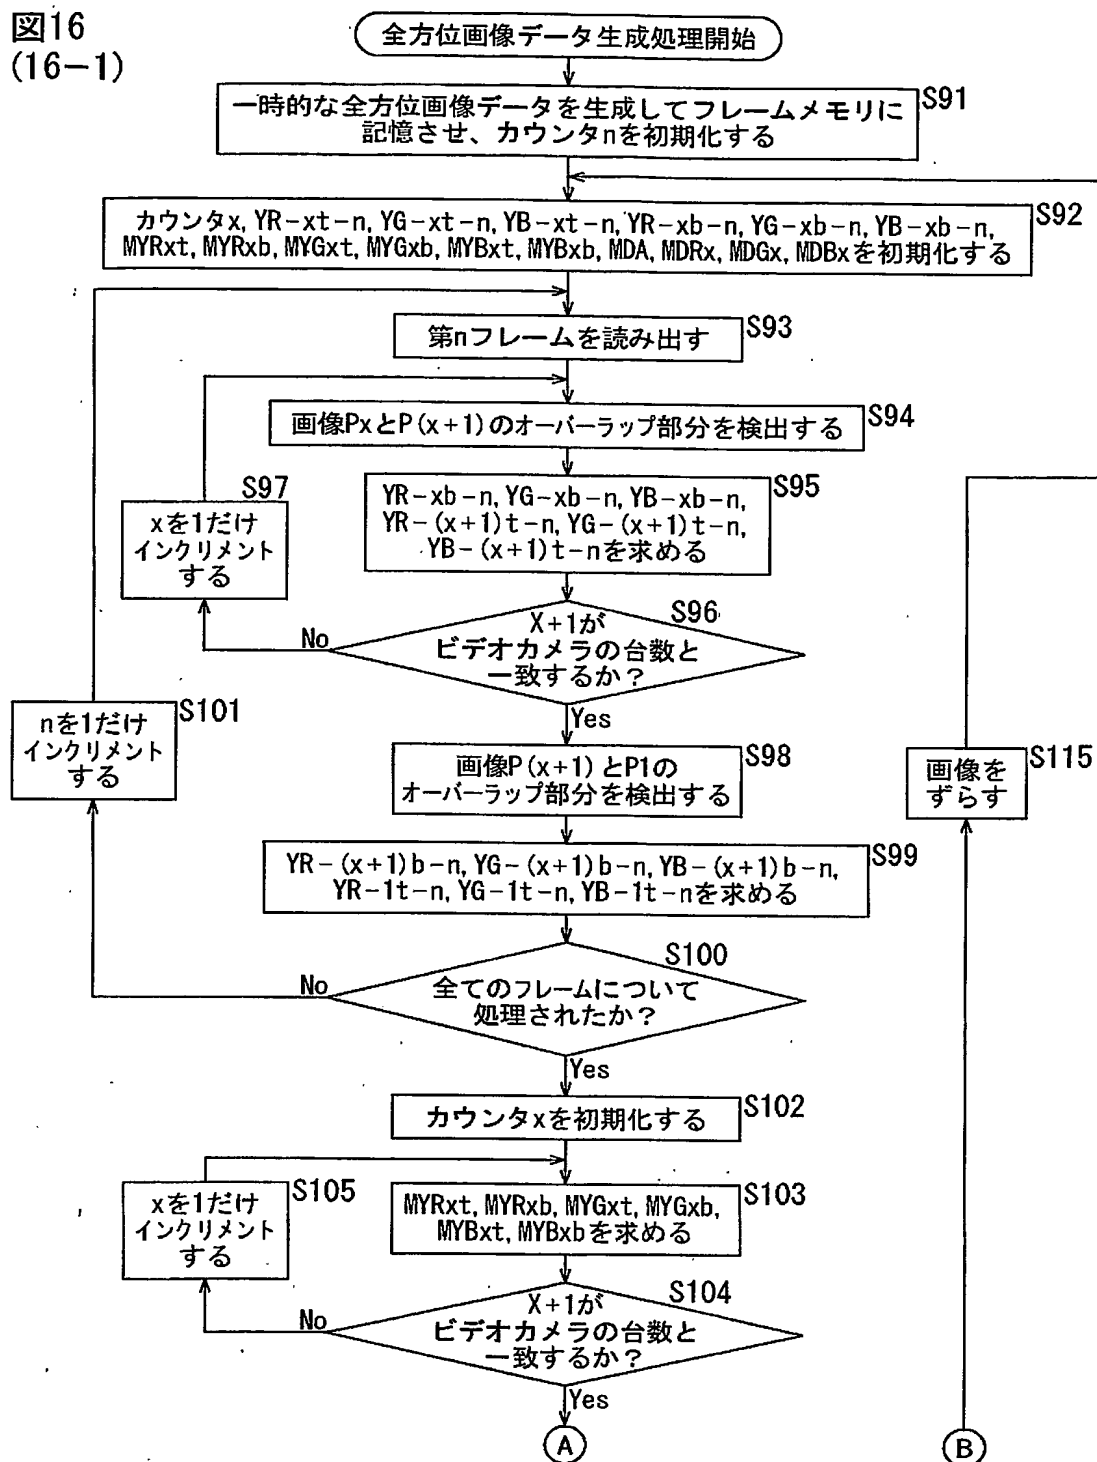 図16
(16-1)
全方位画像データ生成処理開始
一時的な全方位画像データを生成してフレームメモリに
記憶させ、カウンタnを初期化する
S91
カウンタx, YR-xt-n, YG-xt-n, YB-xt-n, YR-xb-n, YG-xb-n, YB-xb-n,
MYRxt, MYRxb, MYGxt, MYGxb, MYBxt, MYBxb, MDA, MDRx, MDGx, MDBxを初期化する
S92
第nフレームを読み出す
S93
画像PxとP(x+1)のオーバーラップ部分を検出する
S94
YR-xb-n, YG-xb-n, YB-xb-n,
YR-(x+1)t-n, YG-(x+1)t-n,
YB-(x+1)t-nを求める
S95
S97
xを1だけ
インクリメント
する
S96
X+1が
ビデオカメラの台数と
一致するか？
No
Yes
S101
nを1だけ
インクリメント
する
画像P(x+1)とP1の
オーバーラップ部分を検出する
S98
S115
画像を
ずらす
YR-(x+1)b-n, YG-(x+1)b-n, YB-(x+1)b-n,
YR-1t-n, YG-1t-n, YB-1t-nを求める
S99
S100
全てのフレームについて
処理されたか？
No
Yes
カウンタxを初期化する
S102
S105
xを1だけ
インクリメント
する
MYRxt, MYRxb, MYGxt, MYGxb,
MYBxt, MYBxbを求める
S103
S104
X+1が
ビデオカメラの台数と
一致するか？
No
Yes
A
B